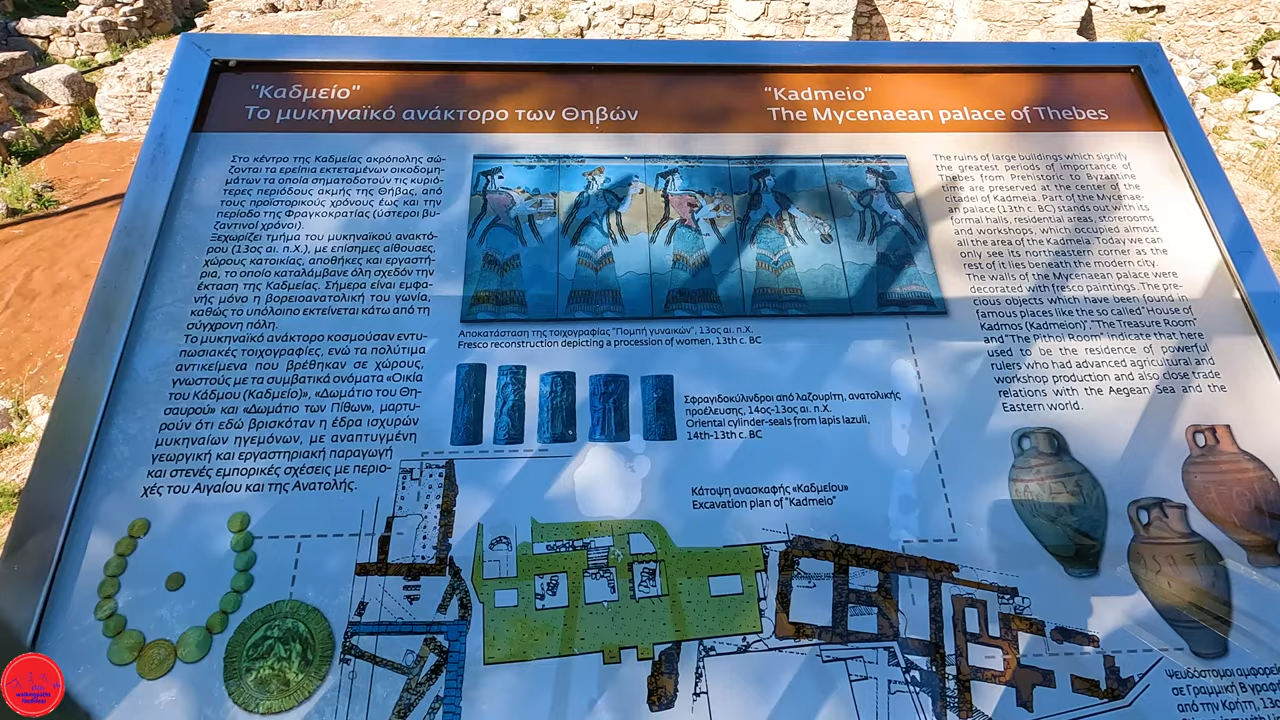 "Καδμείο"
Το μυκηναϊκό ανάκτορο των Θηβών
"Kadmeio"
The Mycenaean palace of Thebes
Στο κέντρο της Καδμείας ακρόπολης σώ-
ζονται τα ερείπια εκτεταμένων οικοδομη-
μάτων τα οποία σηματοδοτούν τις κυριό-
τερες περιόδους ακμής της Θήβας, από
τους προϊστορικούς χρόνους έως και την
περίοδο της Φραγκοκρατίας (ύστεροι βυ-
ζαντινοί χρόνοι).
Ξεχωρίζει τμήμα του μυκηναϊκού ανακτό-
ρου (13ος αι. π.Χ.), με επίσημες αίθουσες,
χώρους κατοικίας, αποθήκες και εργαστή-
ρια, το οποίο καταλάμβανε όλη σχεδόν την
έκταση της Καδμείας. Σήμερα είναι εμφα-
νής μόνο η βορειοανατολική του γωνία,
καθώς το υπόλοιπο εκτείνεται κάτω από τη
σύγχρονη πόλη.
Το μυκηναϊκό ανάκτορο κοσμούσαν εντυ-
πωσιακές τοιχογραφίες, ενώ τα πολύτιμα
αντικείμενα που βρέθηκαν σε χώρους,
γνωστούς με τα συμβατικά ονόματα «Οικία
του Κάδμου (Καδμείο)», «Δωμάτιο του Θη-
σαυρού» και «Δωμάτιο των Πίθων», μαρτυ-
ρούν ότι εδώ βρισκόταν η έδρα ισχυρών
μυκηναίων ηγεμόνων, με αναπτυγμένη
γεωργική και εργαστηριακή παραγωγή
και στενές εμπορικές σχέσεις με περιο-
χές του Αιγαίου και της Ανατολής.
Αποκατάσταση της τοιχογραφίας "Πομπή γυναικών", 13ος αι. π.Χ.
Fresco reconstruction depicting a procession of women, 13th c. BC
Σφραγιδοκύλινδροι από λαζουρίτη, ανατολικής
προέλευσης, 14ος-13ος αι. π.Χ.
Oriental cylinder-seals from lapis lazuli,
14th-13th c. BC
Κάτοψη ανασκαφής «Καδμείου»
Excavation plan of "Kadmeio"
The ruins of large buildings which signify
the greatest periods of importance of
Thebes from Prehistoric to Byzantine
time are preserved at the center of the
citadel of Kadmeia. Part of the Mycenae-
an palace (13th c. BC) stands out, with its
formal halls, residential areas, storerooms
and workshops, which occupied almost
all the area of the Kadmeia. Today we can
only see its northeastern corner as the
rest of it lies beneath the modern city.
The walls of the Mycenaean palace were
decorated with fresco paintings. The pre-
cious objects which have been found in
famous places like the so called "House of
Kadmos (Kadmeion)", "The Treasure Room"
and "The Pithoi Room" indicate that here
used to be the residence of powerful
rulers who had advanced agricultural and
workshop production and also close trade
relations with the Aegean Sea and the
Eastern world.
Ψευδόστομοι αμφορεί
σε Γραμμική Β γραφή
από την Κρήτη, 13ο